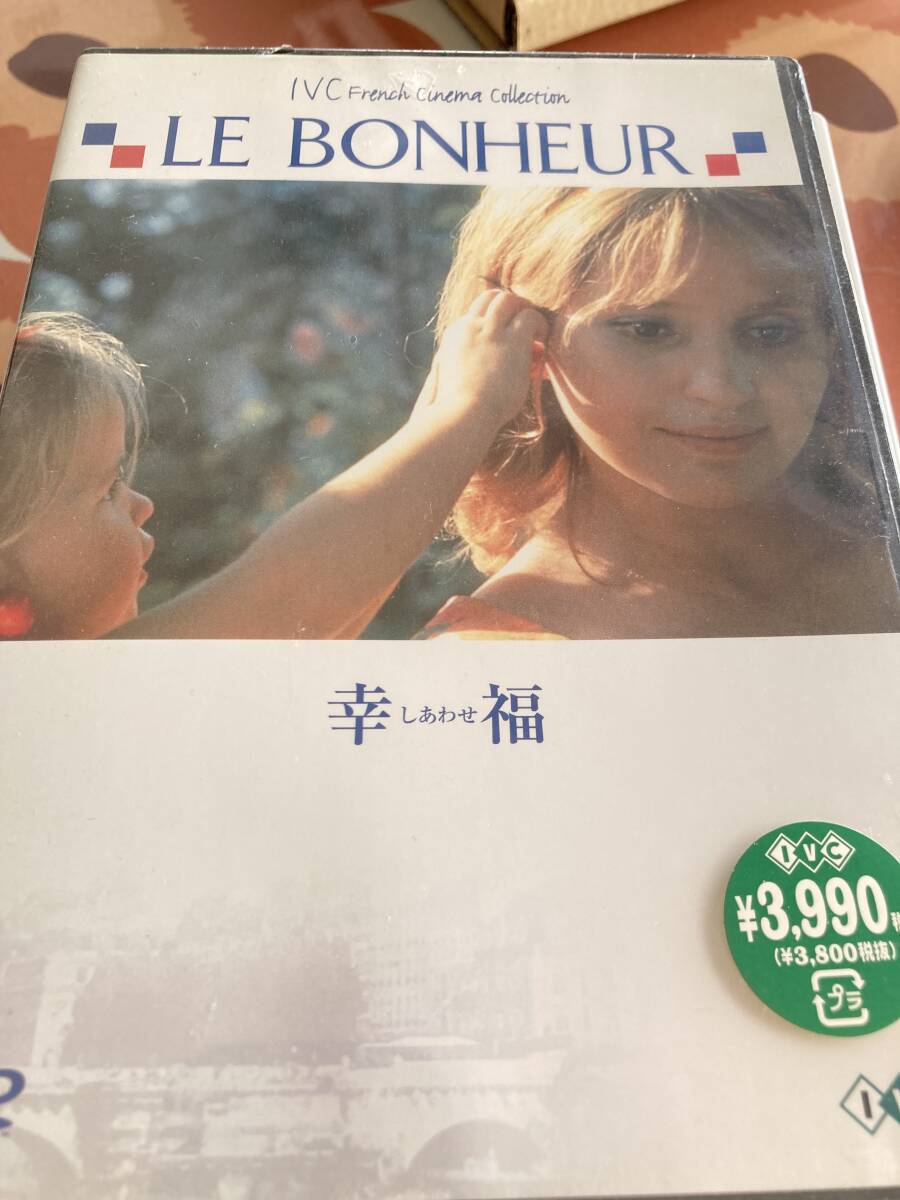 IVC French Cinema Collection
LE BONHEUR
幸しあわせ福
IVC
¥3,990
(¥3,800税抜)
プラ
I